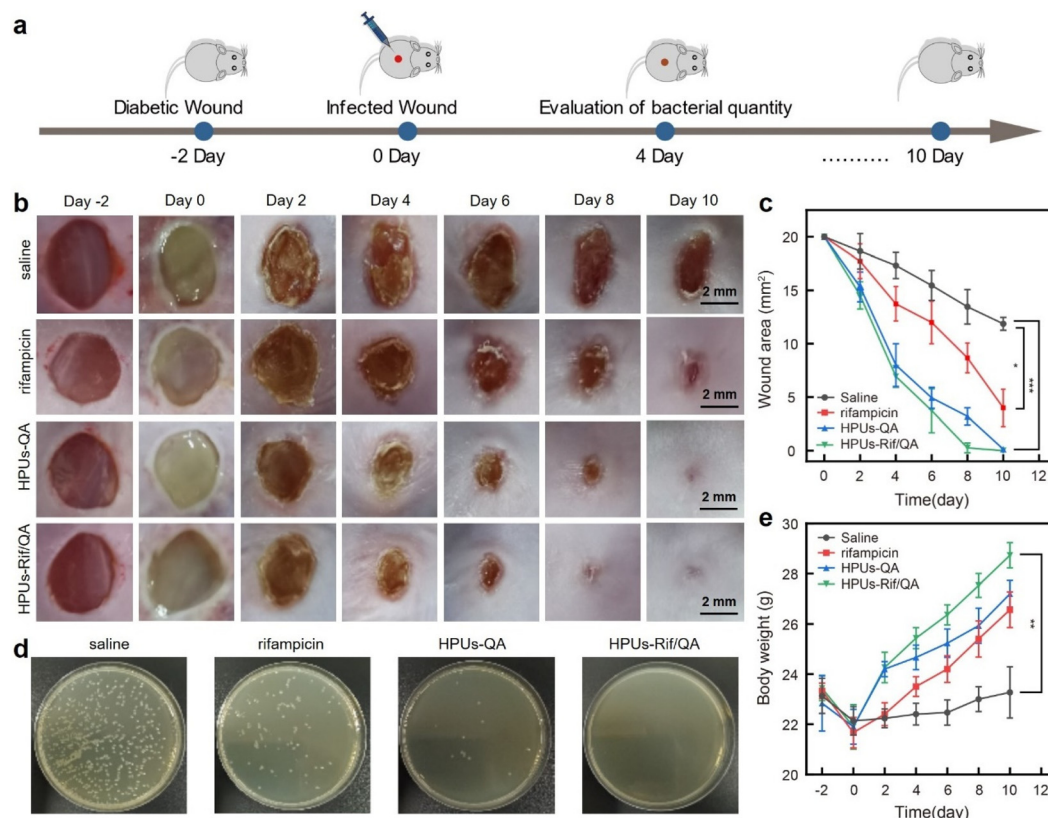 a
Diabetic Wound
Infected Wound
Evaluation of bacterial quantity
-2 Day
0 Day
4 Day
..........
10 Day
b
Day -2
Day 0
Day 2
Day 4
Day 6
Day 8
Day 10
saline
2 mm
rifampicin
2 mm
HPUs-QA
2 mm
HPUs-Rif/QA
2 mm
c
Wound area (mm²)
20
15
10
5
0
Saline
rifampicin
HPUs-QA
HPUs-Rif/QA
*
***
0 2 4 6 8 10 12
Time(day)
d
saline
rifampicin
HPUs-QA
HPUs-Rif/QA
e
Body weight (g)
30
28
26
24
22
20
Saline
rifampicin
HPUs-QA
HPUs-Rif/QA
**
-2 0 2 4 6 8 10 12
Time(day)